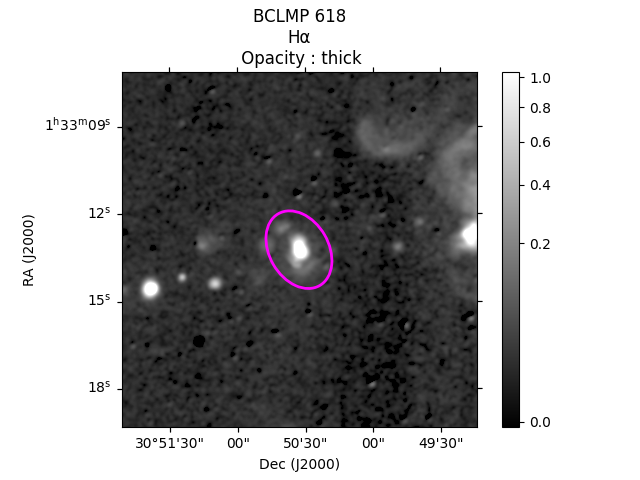 BCLMP 618
Hα
Opacity : thick
RA (J2000)
1ʰ33ᵐ09ˢ
12ˢ
15ˢ
18ˢ
30°51'30" 00" 50'30" 00" 49'30"
Dec (J2000)
1.0
0.8
0.6
0.4
0.2
0.0